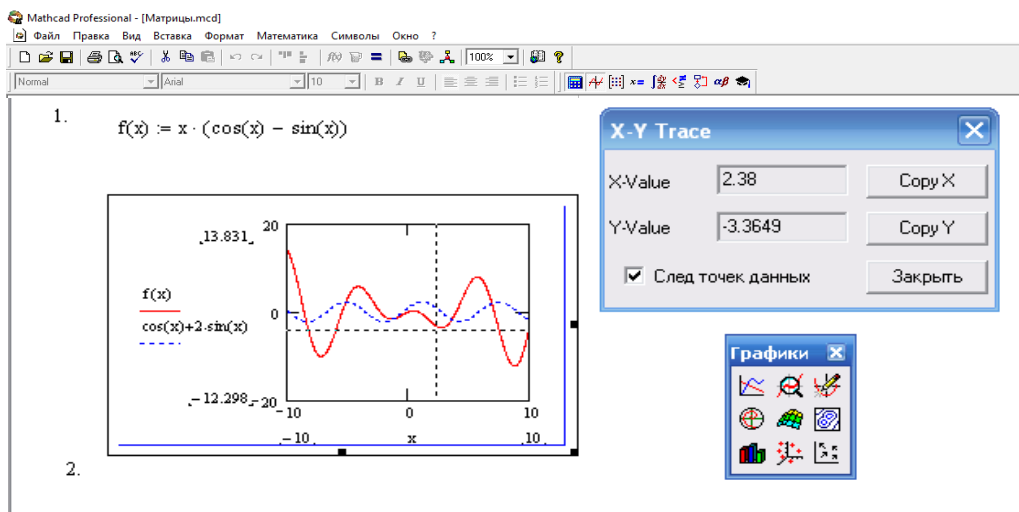 Mathcad Professional - [Матрицы.mcd]
Файл Правка Вид Вставка Формат Математика Символы Окно ?
100%
Normal Arial 10 B I U
x= αβ
1.
f(x) := x · (cos(x) − sin(x))
20
13.831
f(x)
0
cos(x)+2·sin(x)
− 12.298
− 20
− 10 0 10
− 10 x 10
2.
X-Y Trace
X-Value 2.38 Copy X
Y-Value -3.3649 Copy Y
След точек данных Закрыть
Графики